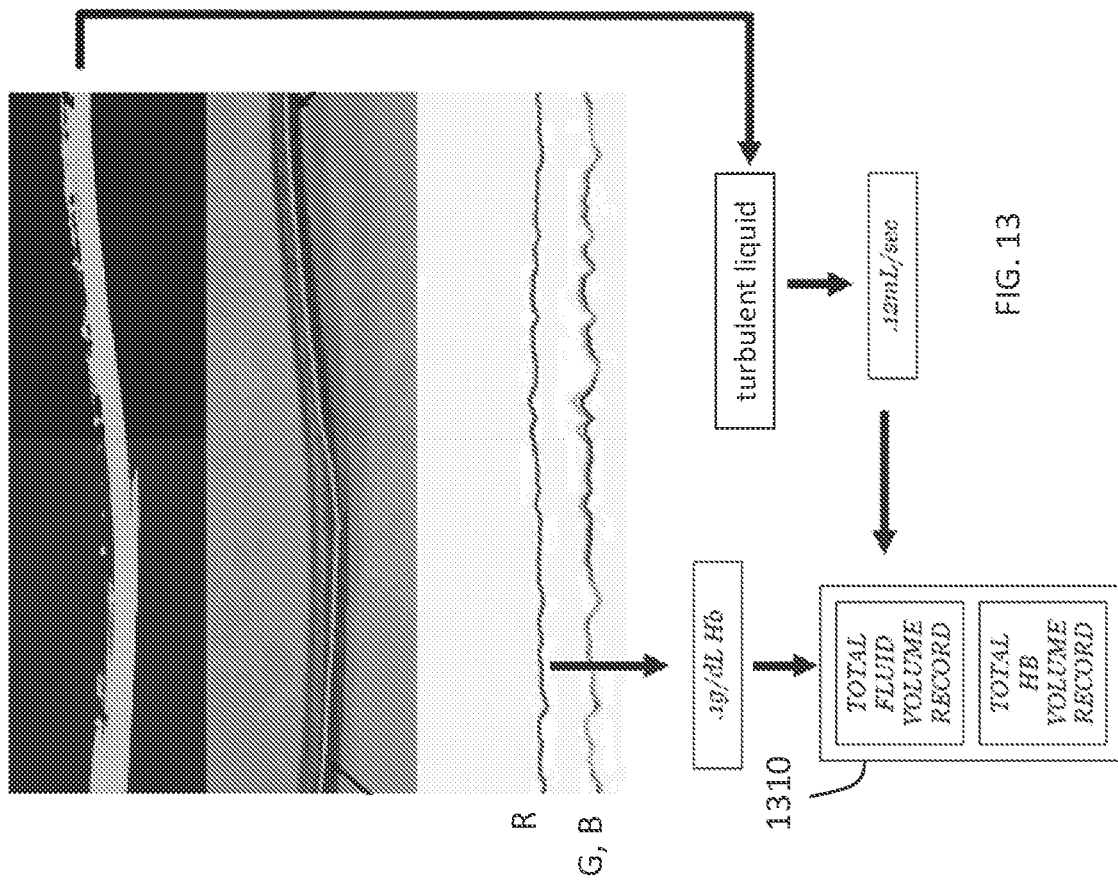 R
G, B
.1g/dL Hb
1310
TOTAL
FLUID
VOLUME
RECORD
TOTAL
HB
VOLUME
RECORD
turbulent liquid
.12mL/sec
FIG. 13